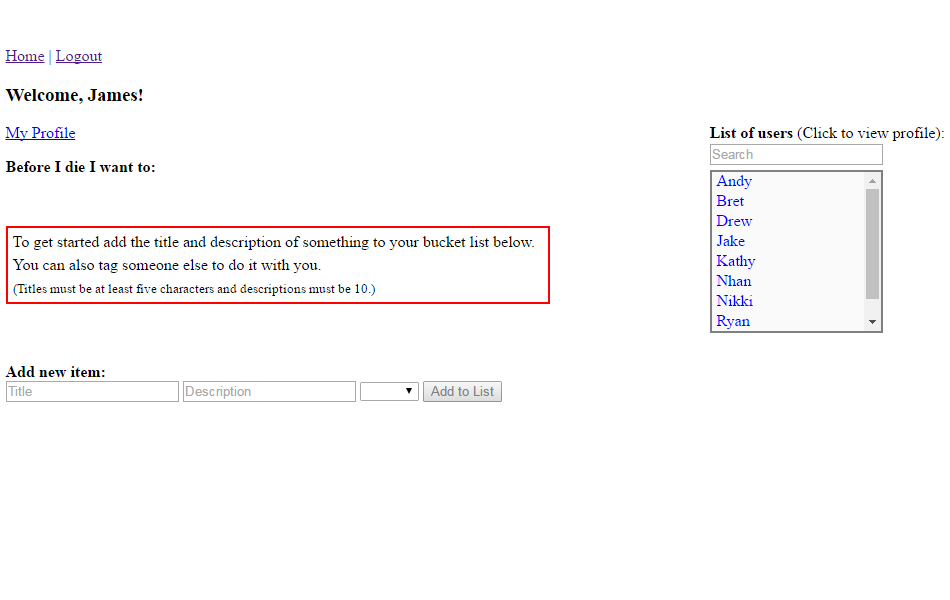 Home | Logout
Welcome, James!
My Profile
Before I die I want to:
To get started add the title and description of something to your bucket list below.
You can also tag someone else to do it with you.
(Titles must be at least five characters and descriptions must be 10.)
Add new item:
Title
Description
Add to List
List of users (Click to view profile):
Search
Andy
Bret
Drew
Jake
Kathy
Nhan
Nikki
Ryan